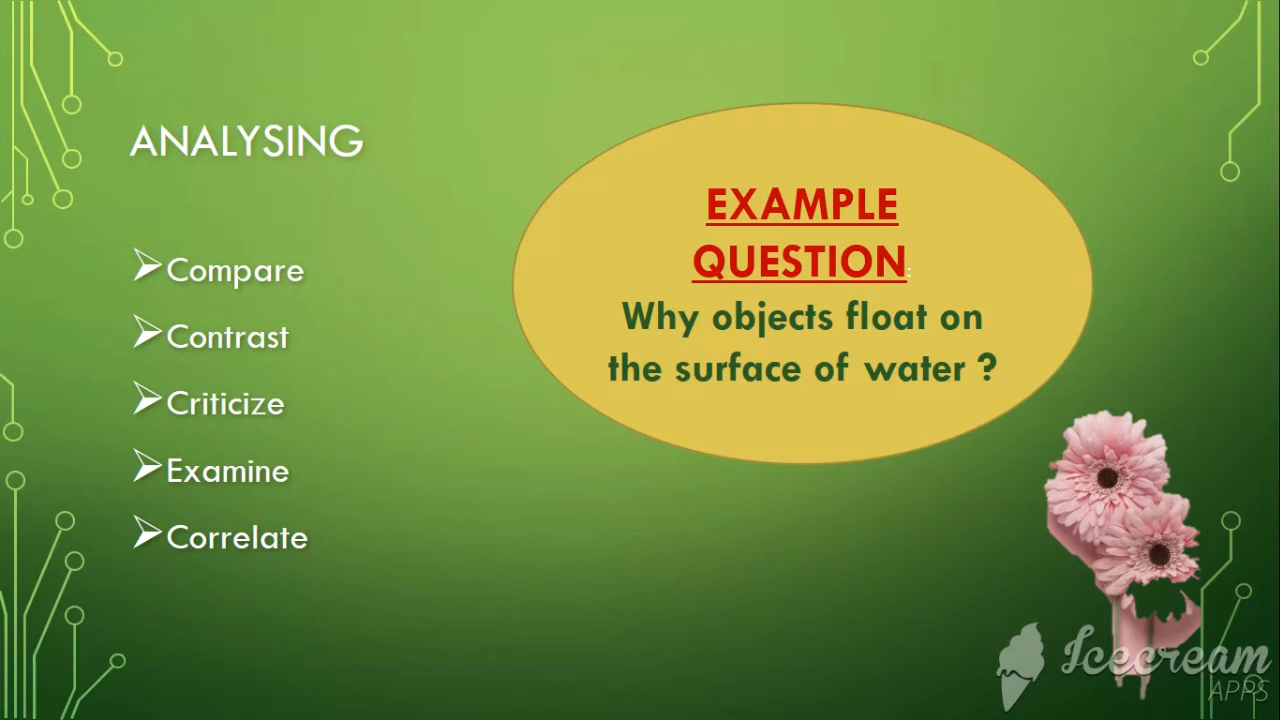 ANALYSING
Compare
Contrast
Criticize
Examine
Correlate
EXAMPLE
QUESTION:
Why objects float on
the surface of water ?
Icecream
APPS